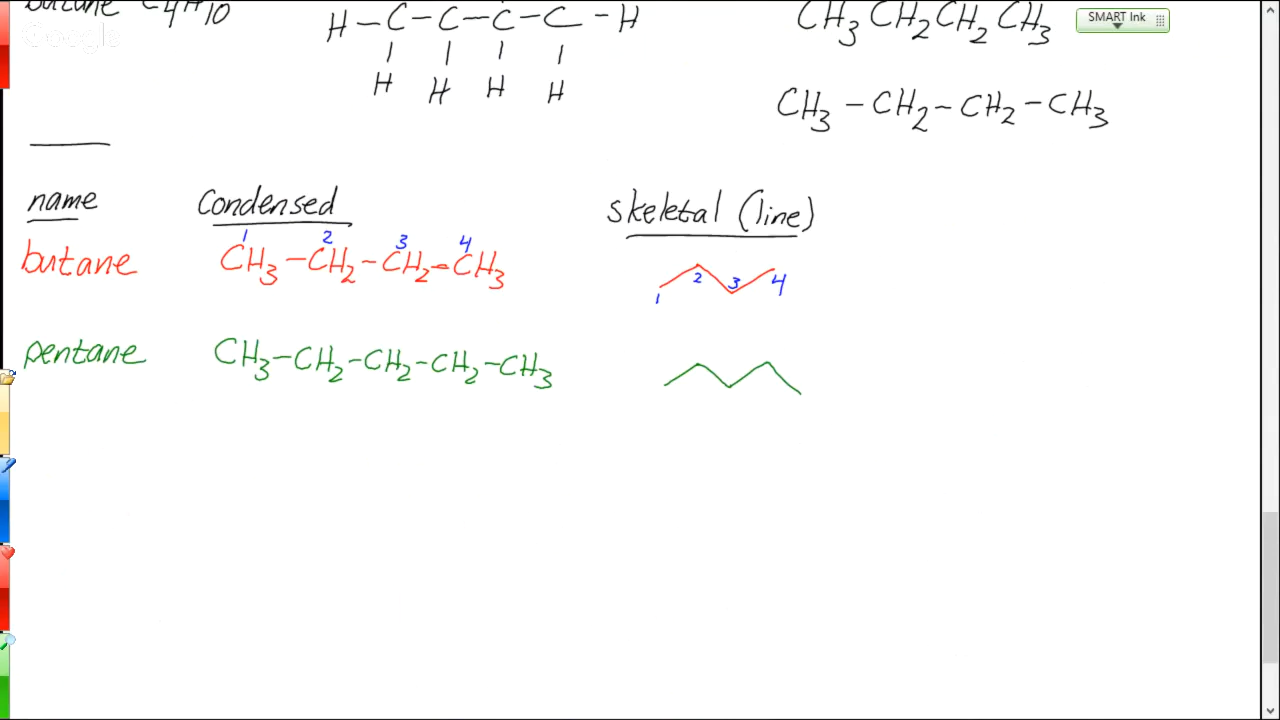 butane C4H10
H-C-C-C-C-H
H H H H
CH3CH2CH2CH3
CH3-CH2-CH2-CH3
SMART Ink
Google
name Condensed skeletal (line)
1 2 3 4
butane CH3-CH2-CH2-CH3
1 2 3 4
pentane CH3-CH2-CH2-CH2-CH3